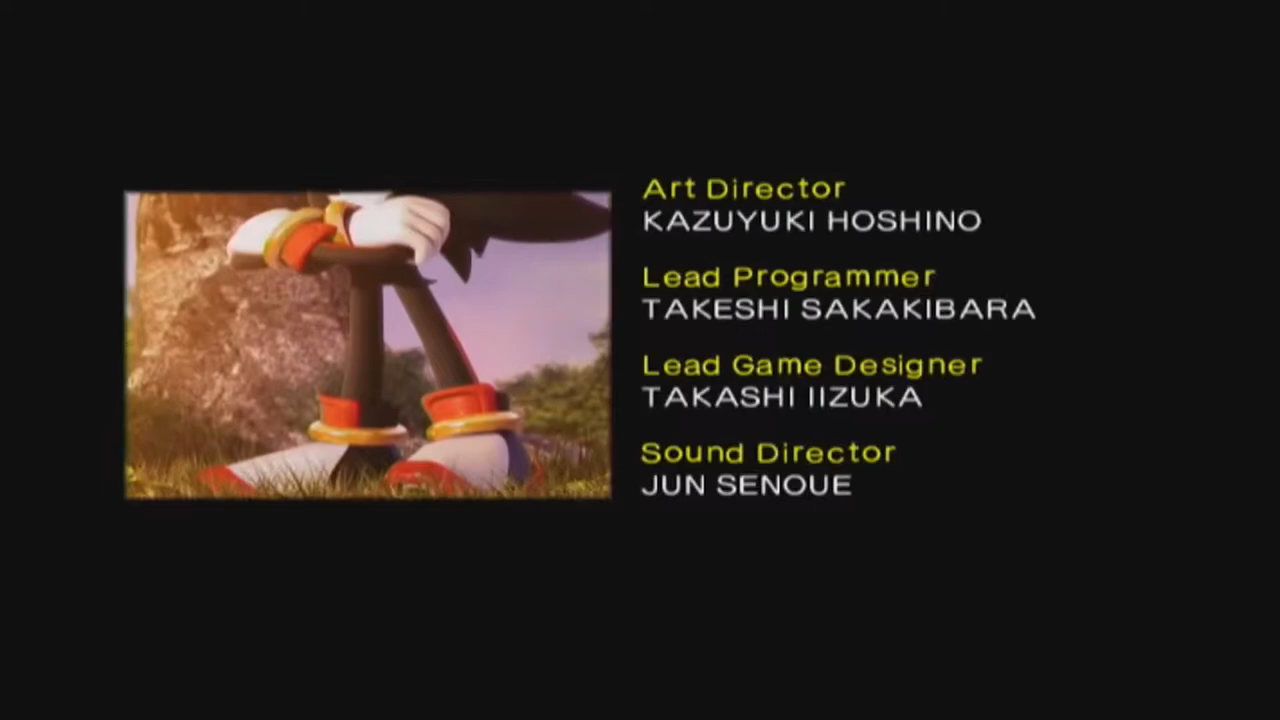 Art Director
KAZUYUKI HOSHINO
Lead Programmer
TAKESHI SAKAKIBARA
Lead Game Designer
TAKASHI IIZUKA
Sound Director
JUN SENOUE